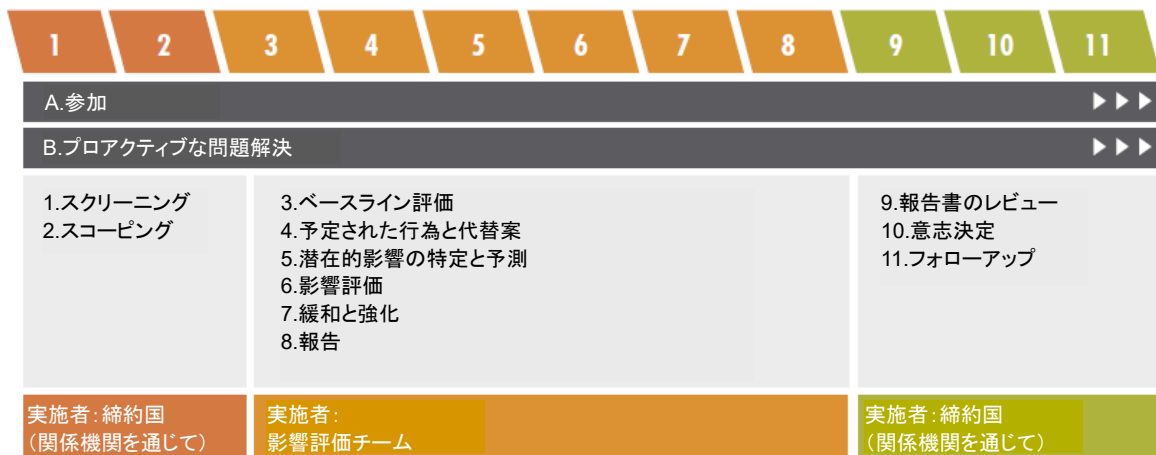 1
2
3
4
5
6
7
8
9
10
11
A.参加
B.プロアクティブな問題解決
1.スクリーニング
2.スコーピング
3.ベースライン評価
4.予定された行為と代替案
5.潜在的影響の特定と予測
6.影響評価
7.緩和と強化
8.報告
9.報告書のレビュー
10.意志決定
11.フォローアップ
実施者:締約国
(関係機関を通じて)
実施者:
影響評価チーム
実施者:締約国
(関係機関を通じて)